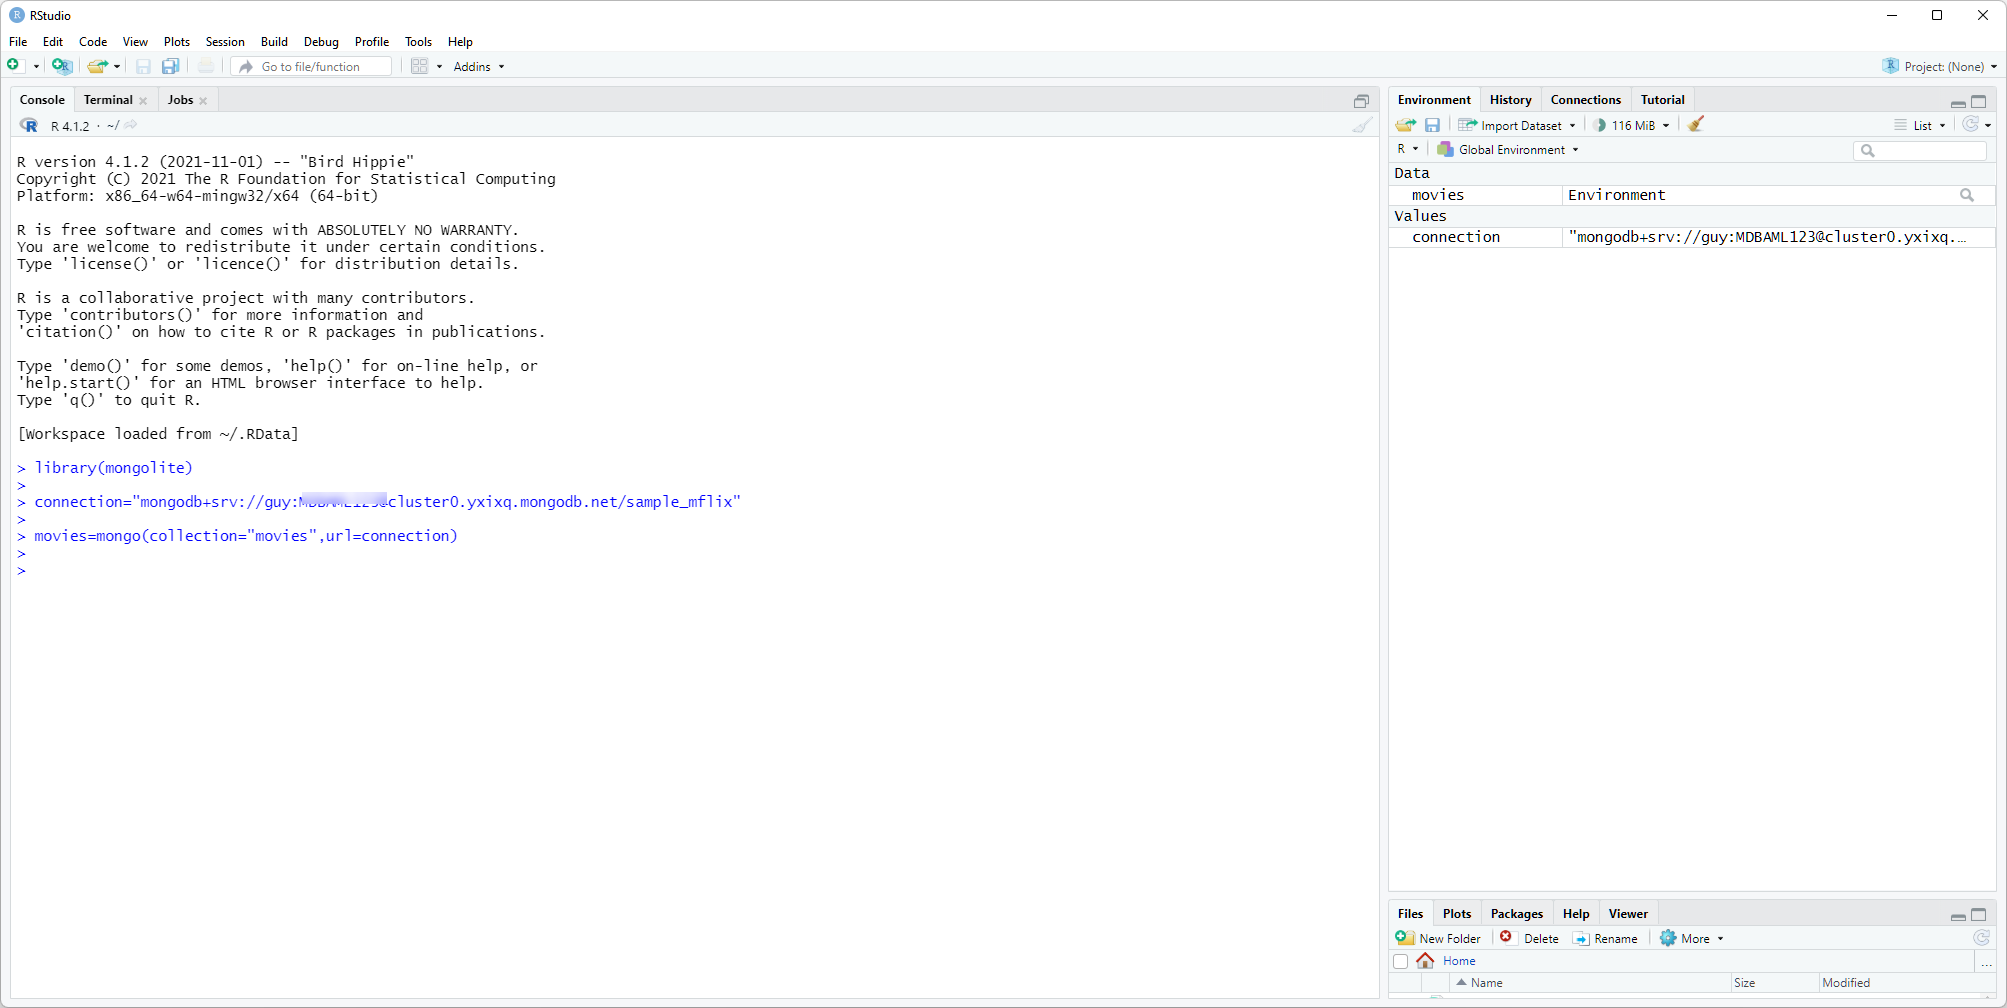 RStudio
File Edit Code View Plots Session Build Debug Profile Tools Help
Go to file/function Addins Project: (None)
Console Terminal Jobs
R 4.1.2 · ~/
R version 4.1.2 (2021-11-01) -- "Bird Hippie"
Copyright (C) 2021 The R Foundation for Statistical Computing
Platform: x86_64-w64-mingw32/x64 (64-bit)
R is free software and comes with ABSOLUTELY NO WARRANTY.
You are welcome to redistribute it under certain conditions.
Type 'license()' or 'licence()' for distribution details.
R is a collaborative project with many contributors.
Type 'contributors()' for more information and
'citation()' on how to cite R or R packages in publications.
Type 'demo()' for some demos, 'help()' for on-line help, or
'help.start()' for an HTML browser interface to help.
Type 'q()' to quit R.
[Workspace loaded from ~/.RData]
> library(mongolite)
>
> connection="mongodb+srv://guy: cluster0.yxixq.mongodb.net/sample_mflix"
>
> movies=mongo(collection="movies",url=connection)
>
>
Environment History Connections Tutorial
Import Dataset 116 MiB List
R Global Environment
Data
movies Environment
Values
connection "mongodb+srv://guy:MDBAML123@cluster0.yxixq.…
Files Plots Packages Help Viewer
New Folder Delete Rename More
Home ...
Name Size Modified